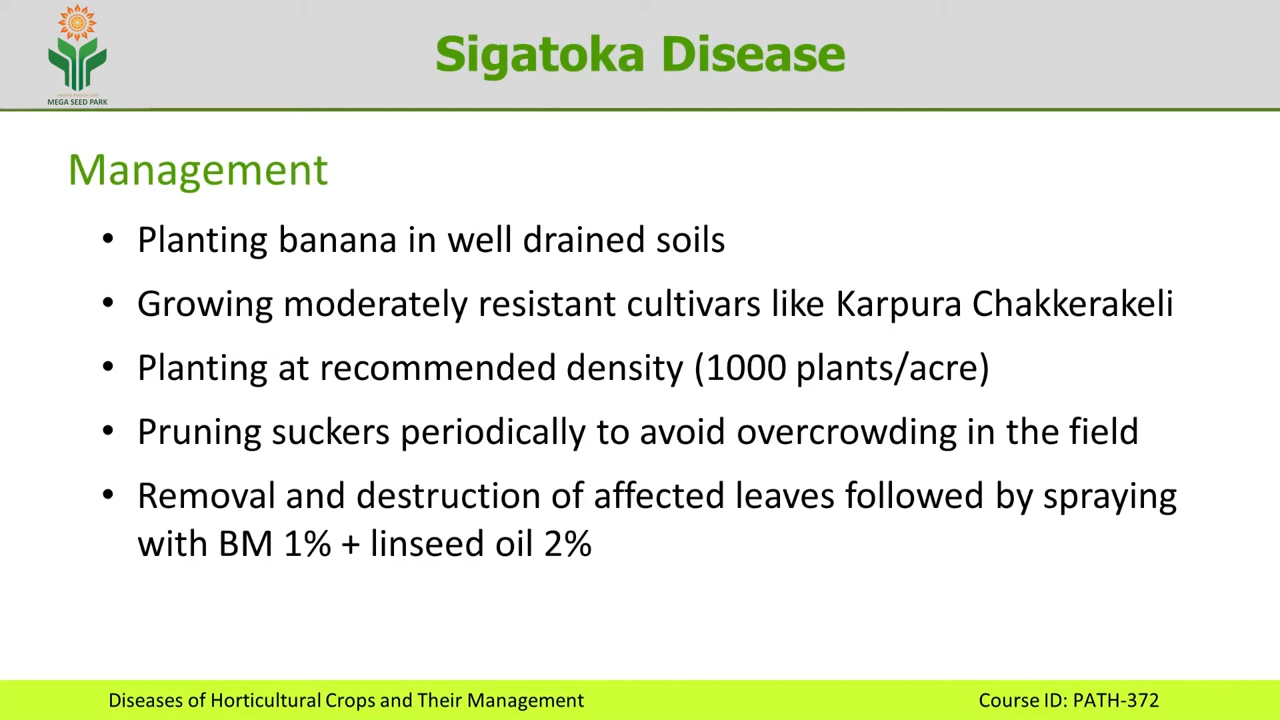 Sigatoka Disease
MEGA SEED PARK
Management
• Planting banana in well drained soils
• Growing moderately resistant cultivars like Karpura Chakkerakeli
• Planting at recommended density (1000 plants/acre)
• Pruning suckers periodically to avoid overcrowding in the field
• Removal and destruction of affected leaves followed by spraying
with BM 1% + linseed oil 2%
Diseases of Horticultural Crops and Their Management
Course ID: PATH-372